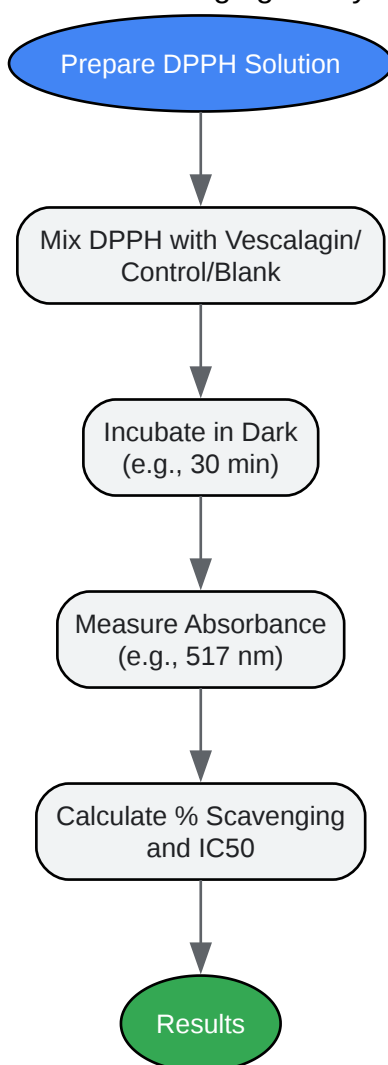 Prepare DPPH Solution
Mix DPPH with Vescalagin/
Control/Blank
Incubate in Dark
(e.g., 30 min)
Measure Absorbance
(e.g., 517 nm)
Calculate % Scavenging
and IC50
Results